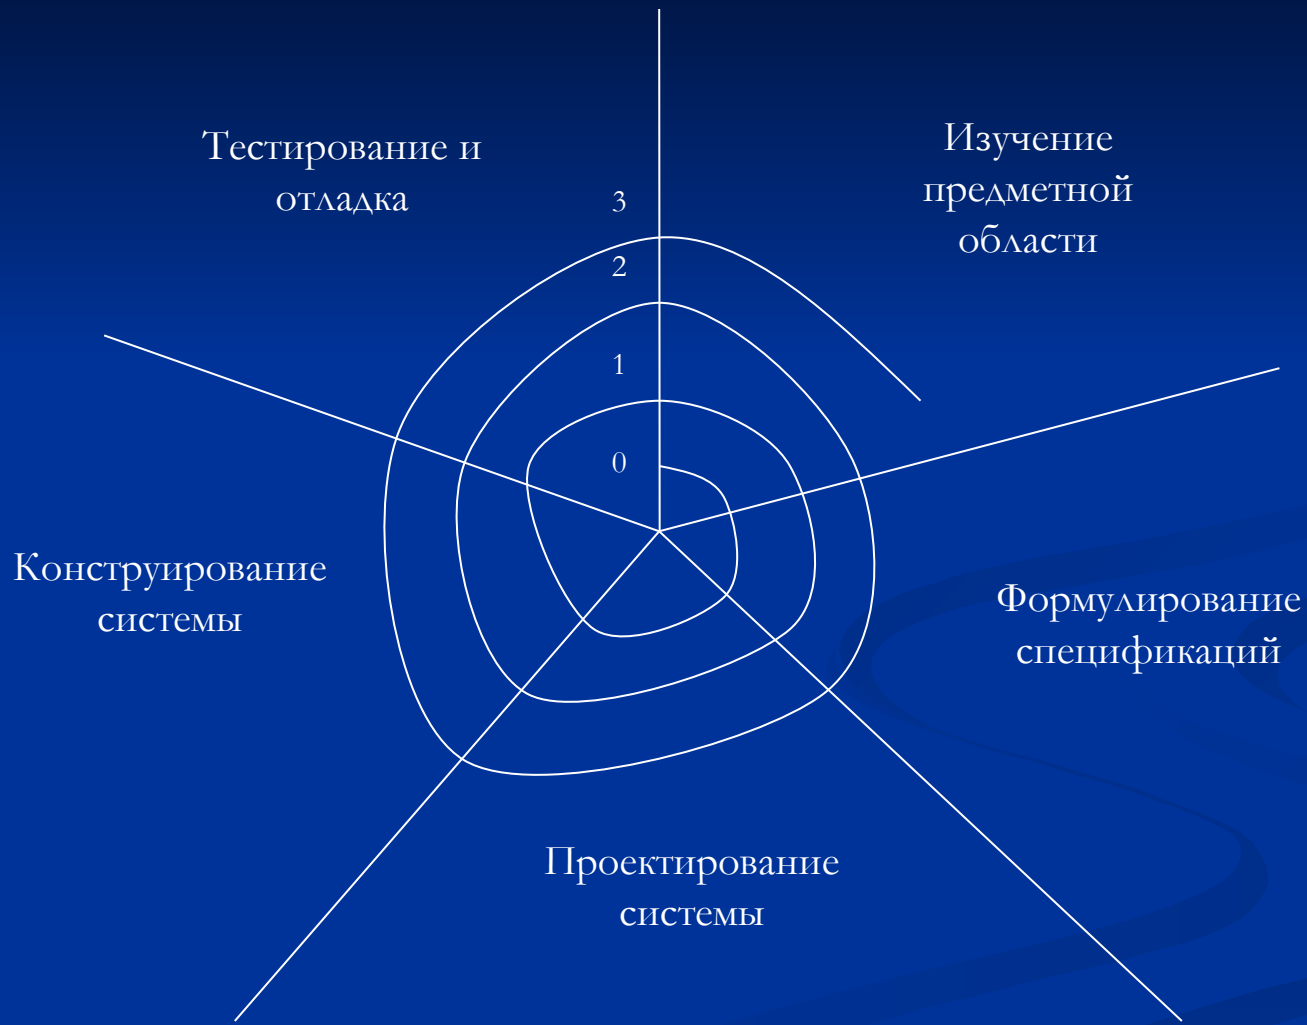 Тестирование и
отладка
Изучение
предметной
области
3
2
1
0
Конструирование
системы
Формулирование
спецификаций
Проектирование
системы